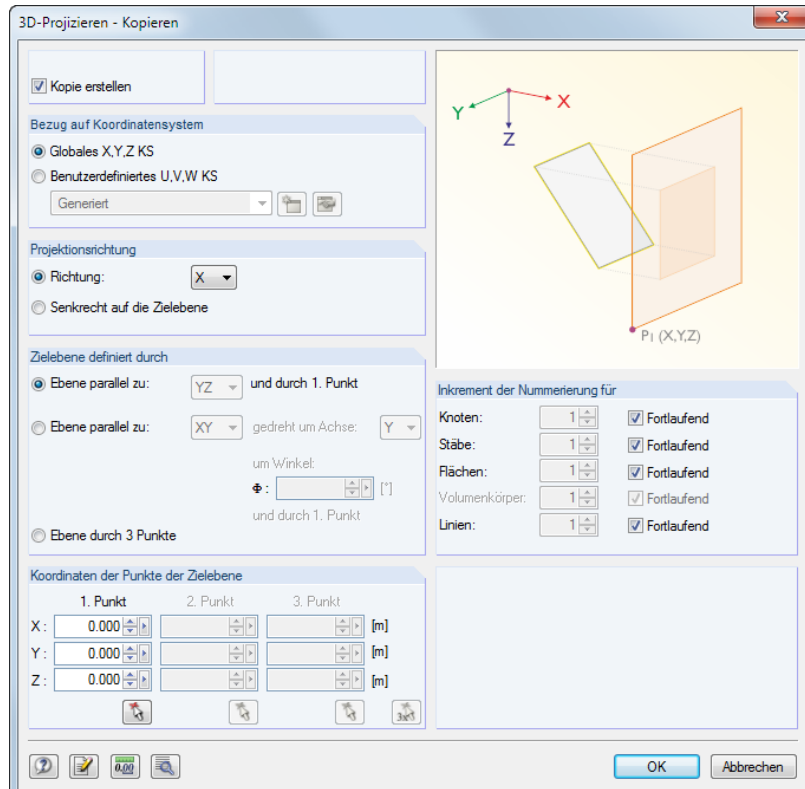 3D-Projizieren - Kopieren
Kopie erstellen
Bezug auf Koordinatensystem
Globales X,Y,Z KS
Benutzerdefiniertes U,V,W KS
Generiert
Projektionsrichtung
Richtung: X
Senkrecht auf die Zielebene
Zielebene definiert durch
Ebene parallel zu: YZ und durch 1. Punkt
Ebene parallel zu: XY gedreht um Achse: Y
um Winkel:
Φ : [°]
und durch 1. Punkt
Ebene durch 3 Punkte
Koordinaten der Punkte der Zielebene
1. Punkt 2. Punkt 3. Punkt
X : 0.000 [m]
Y : 0.000 [m]
Z : 0.000 [m]
3x
X
Y
Z
P1 (X,Y,Z)
Inkrement der Nummerierung für
Knoten: 1 Fortlaufend
Stäbe: 1 Fortlaufend
Flächen: 1 Fortlaufend
Volumenkörper: 1 Fortlaufend
Linien: 1 Fortlaufend
0.00
OK Abbrechen